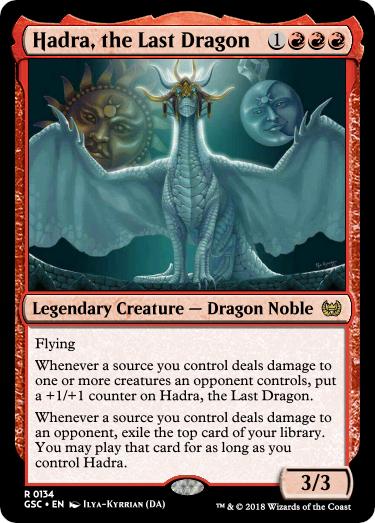 Hadra, the Last Dragon 1
Legendary Creature — Dragon Noble
Flying
Whenever a source you control deals damage to
one or more creatures an opponent controls, put
a +1/+1 counter on Hadra, the Last Dragon.
Whenever a source you control deals damage to
an opponent, exile the top card of your library.
You may play that card for as long as you
control Hadra.
3/3
R 0134
GSC • EN Ilya-Kyrrian (DA)
™ & © 2018 Wizards of the Coast